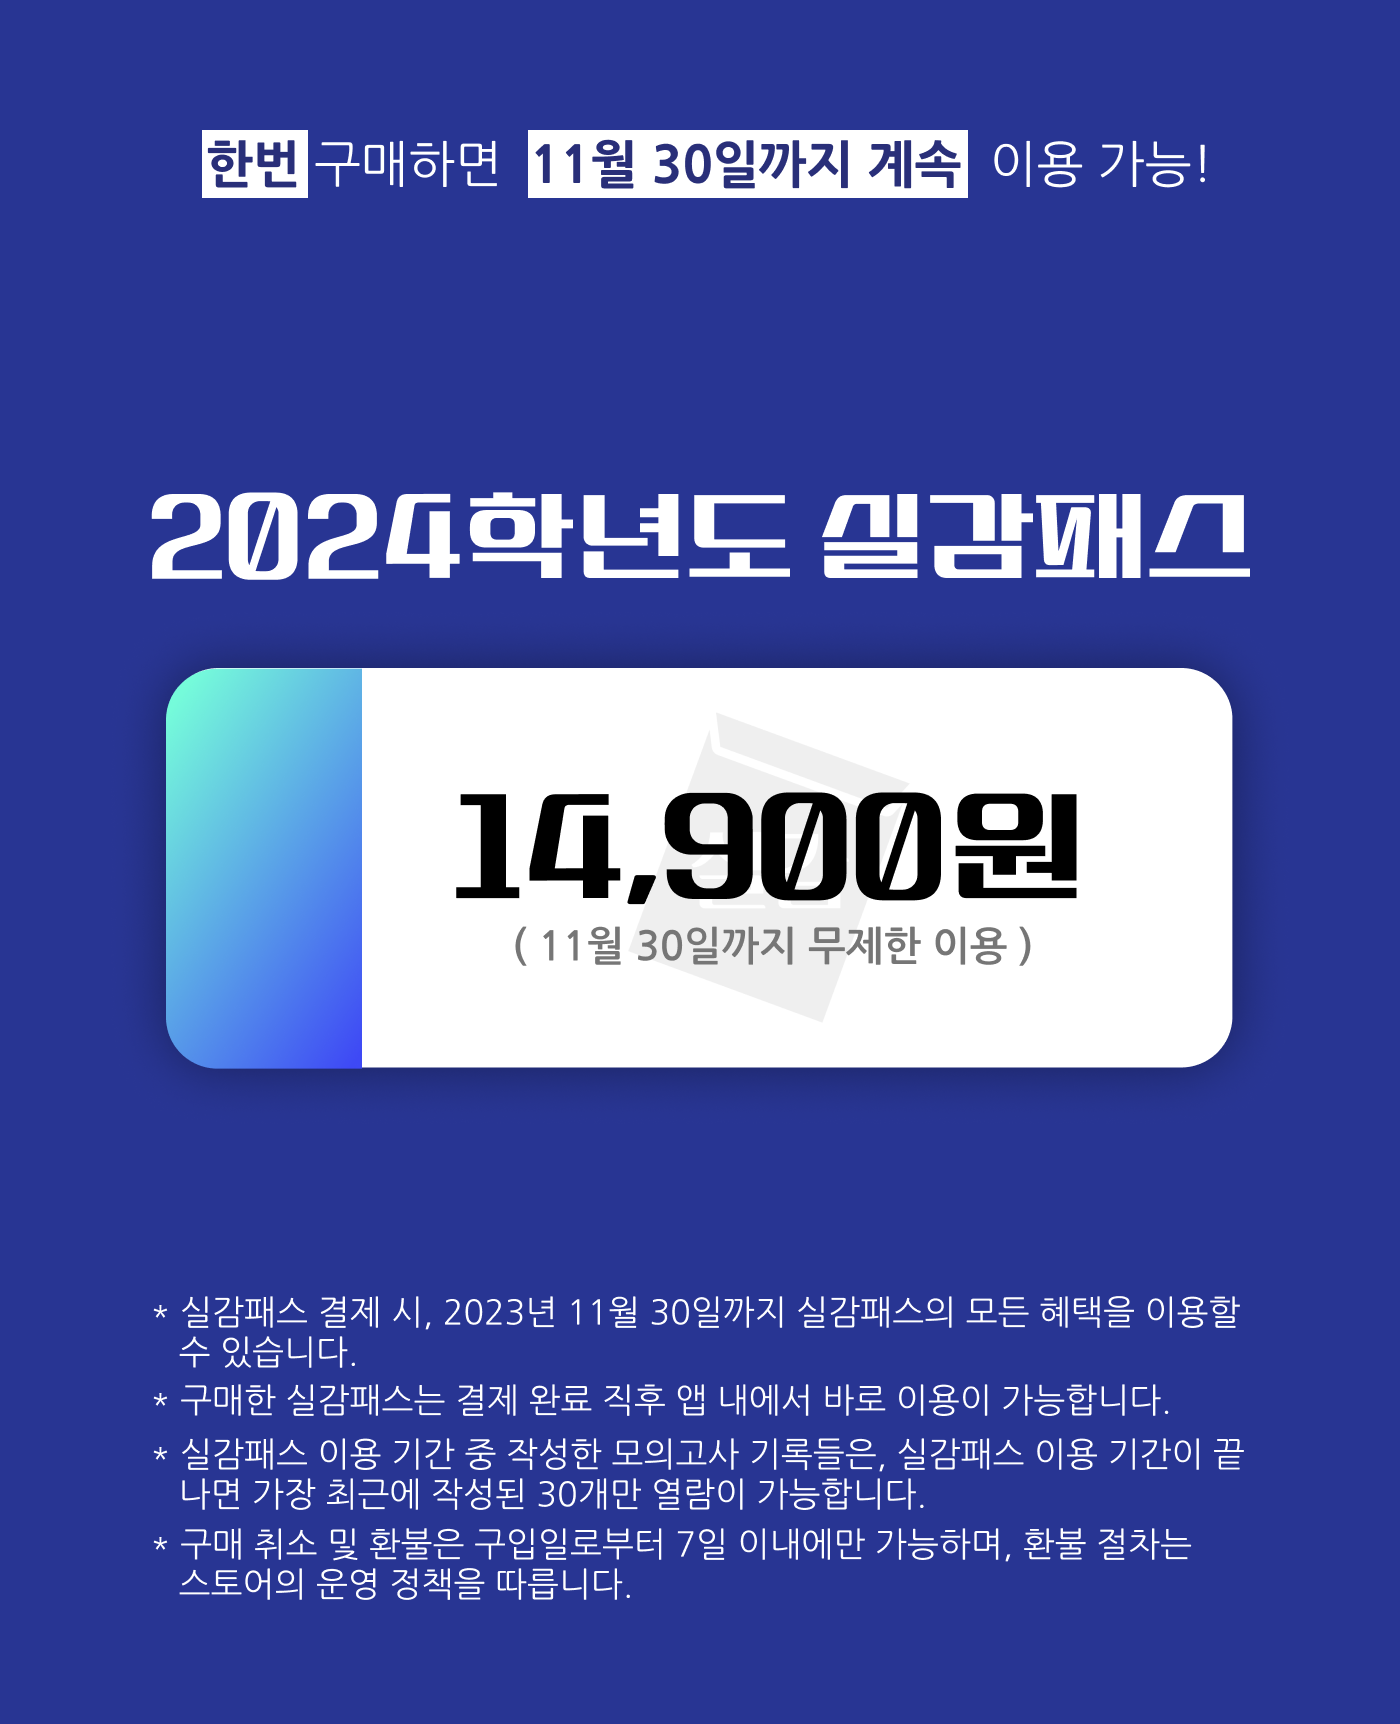 한번 구매하면 11월 30일까지 계속 이용 가능!
2024학년도 실감패스
14,900원
( 11월 30일까지 무제한 이용 )
* 실감패스 결제 시, 2023년 11월 30일까지 실감패스의 모든 혜택을 이용할
수 있습니다.
* 구매한 실감패스는 결제 완료 직후 앱 내에서 바로 이용이 가능합니다.
* 실감패스 이용 기간 중 작성한 모의고사 기록들은, 실감패스 이용 기간이 끝
나면 가장 최근에 작성된 30개만 열람이 가능합니다.
* 구매 취소 및 환불은 구입일로부터 7일 이내에만 가능하며, 환불 절차는
스토어의 운영 정책을 따릅니다.